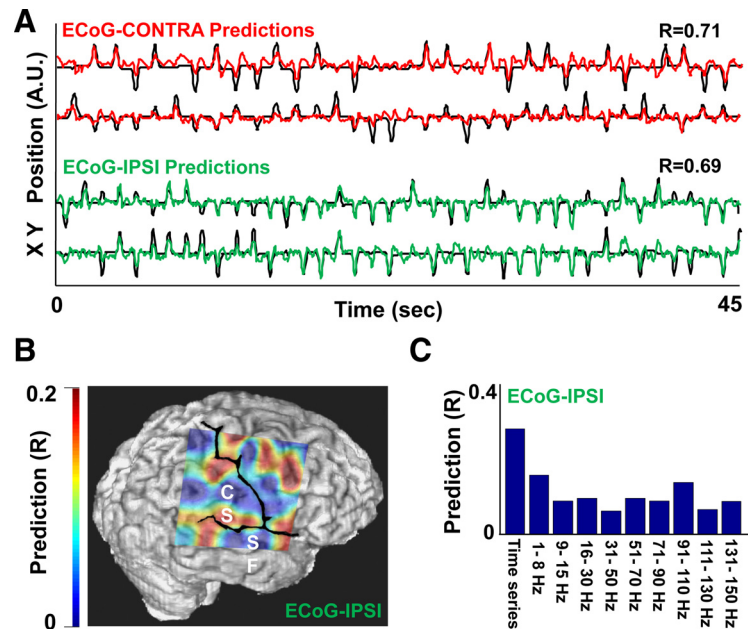 A
ECoG-CONTRA Predictions
R=0.71
X Y Position (A.U.)
ECoG-IPSI Predictions
R=0.69
0
Time (sec)
45
B
0.2
Prediction (R)
0
C
S
S
F
ECoG-IPSI
C
0.4
ECoG-IPSI
Prediction (R)
0
Time series
1- 8 Hz
9- 15 Hz
16- 30 Hz
31- 50 Hz
51- 70 Hz
71- 90 Hz
91- 110 Hz
111- 130 Hz
131- 150 Hz